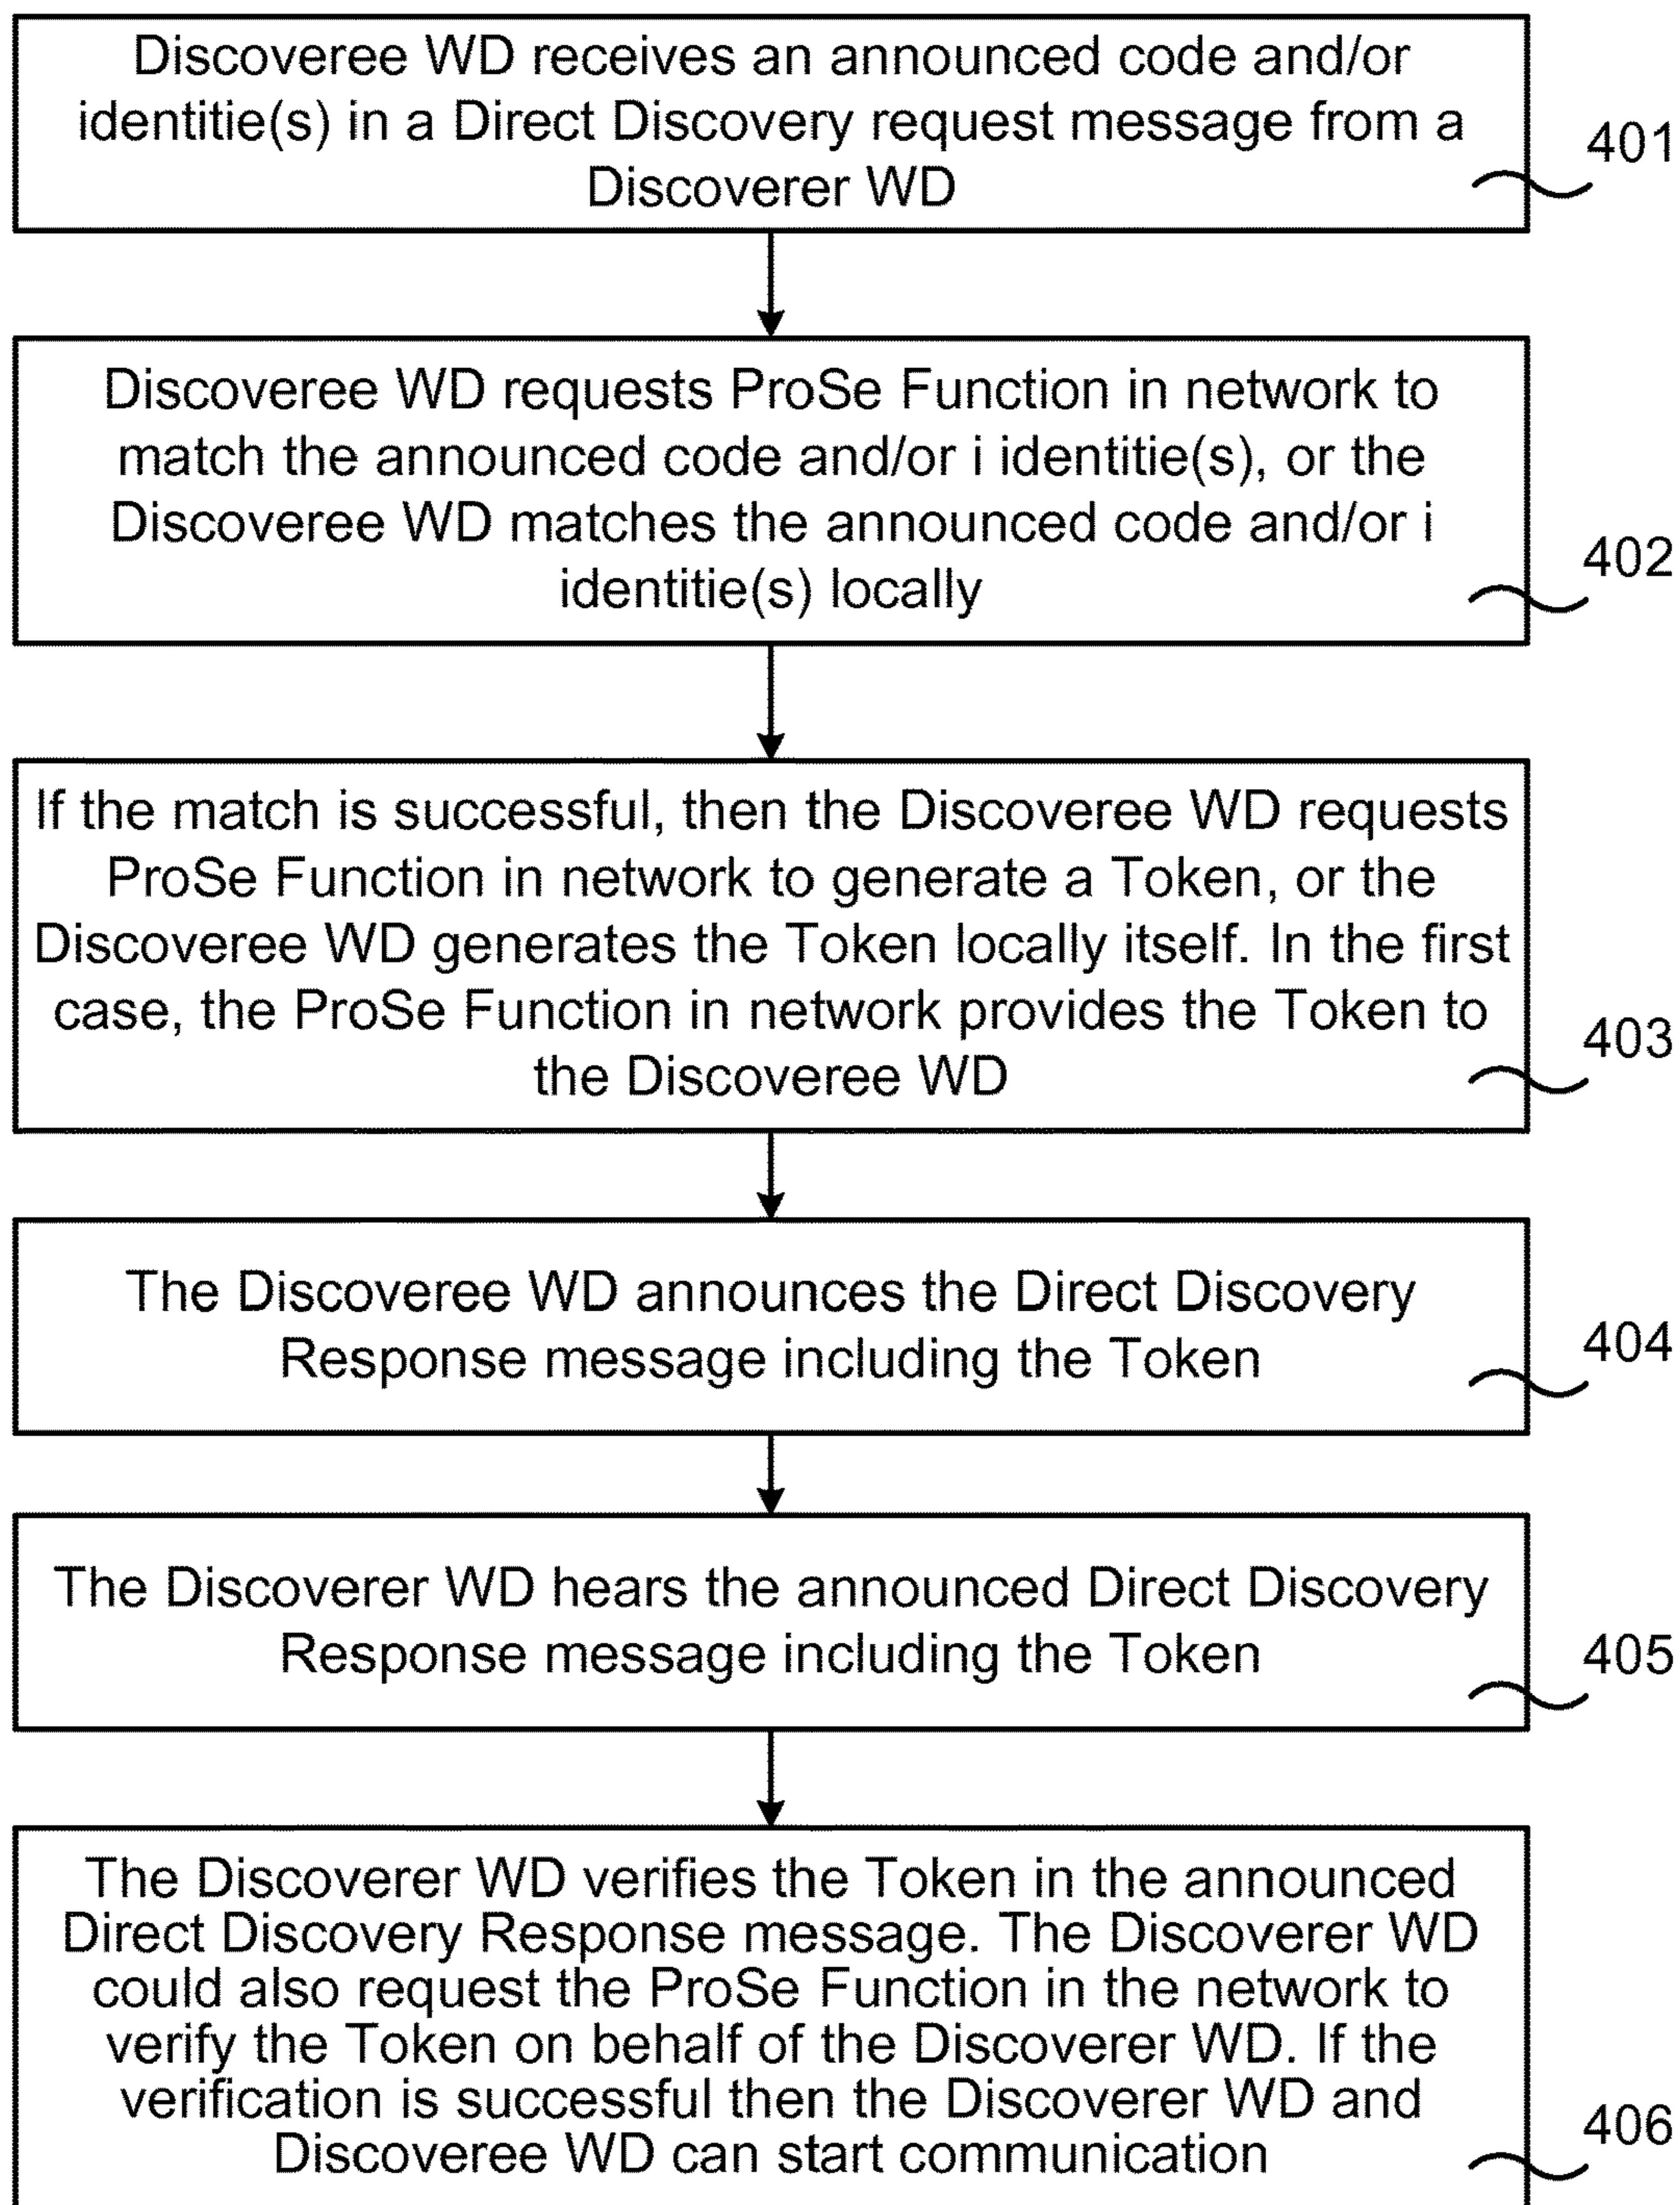 Discoveree WD receives an announced code and/or
identitie(s) in a Direct Discovery request message from a
Discoverer WD
401
Discoveree WD requests ProSe Function in network to
match the announced code and/or i identitie(s), or the
Discoveree WD matches the announced code and/or i
identitie(s) locally
402
If the match is successful, then the Discoveree WD requests
ProSe Function in network to generate a Token, or the
Discoveree WD generates the Token locally itself. In the first
case, the ProSe Function in network provides the Token to
the Discoveree WD
403
The Discoveree WD announces the Direct Discovery
Response message including the Token
404
The Discoverer WD hears the announced Direct Discovery
Response message including the Token
405
The Discoverer WD verifies the Token in the announced
Direct Discovery Response message. The Discoverer WD
could also request the ProSe Function in the network to
verify the Token on behalf of the Discoverer WD. If the
verification is successful then the Discoverer WD and
Discoveree WD can start communication
406